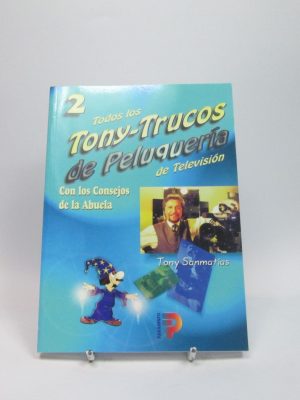 2
Todos los
Tony-Trucos
de Peluquería
de Televisión
Con los Consejos
de la Abuela
Tony Sanmatías